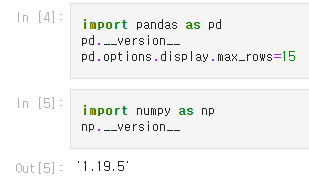 In [4]:
import pandas as pd
pd.__version__
pd.options.display.max_rows=15
In [5]:
import numpy as np
np.__version__
Out[5]: '1.19.5'